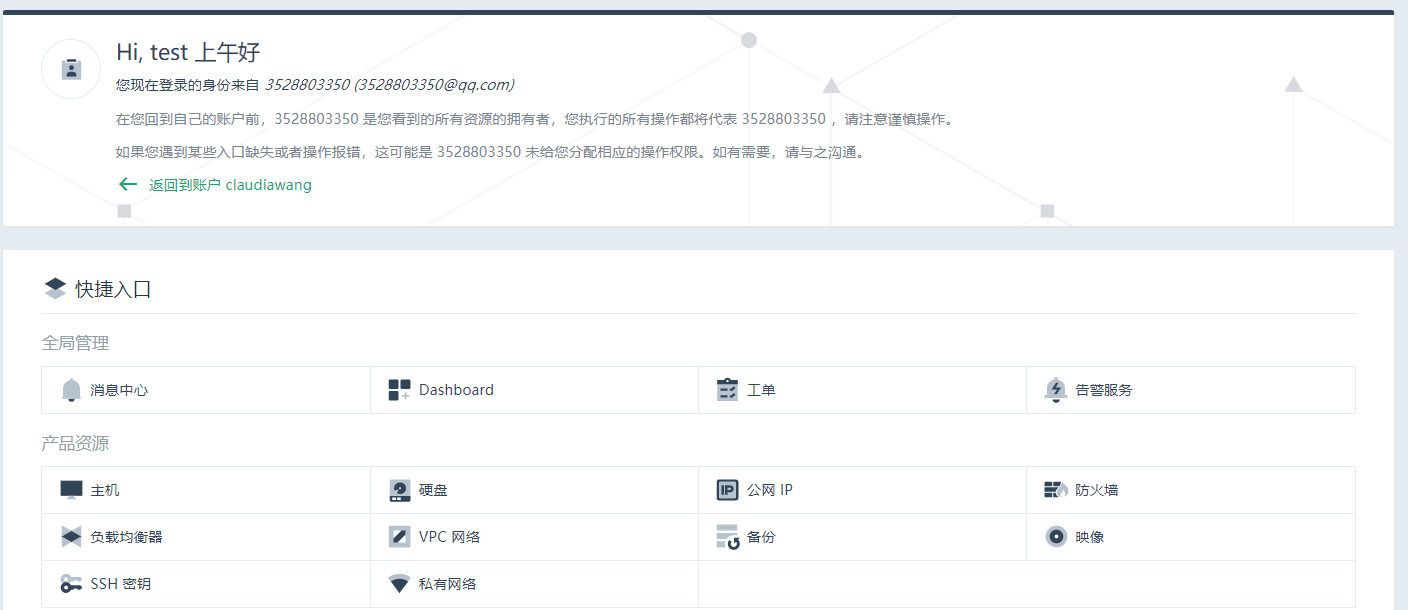 Hi, test 上午好
您现在登录的身份来自 3528803350 (3528803350@qq.com)
在您回到自己的账户前，3528803350 是您看到的所有资源的拥有者，您执行的所有操作都将代表 3528803350 ，请注意谨慎操作。
如果您遇到某些入口缺失或者操作报错，这可能是 3528803350 未给您分配相应的操作权限。如有需要，请与之沟通。
返回到账户 claudiawang
快捷入口
全局管理
消息中心 Dashboard 工单 告警服务
产品资源
主机 硬盘 公网 IP 防火墙
负载均衡器 VPC 网络 备份 映像
SSH 密钥 私有网络